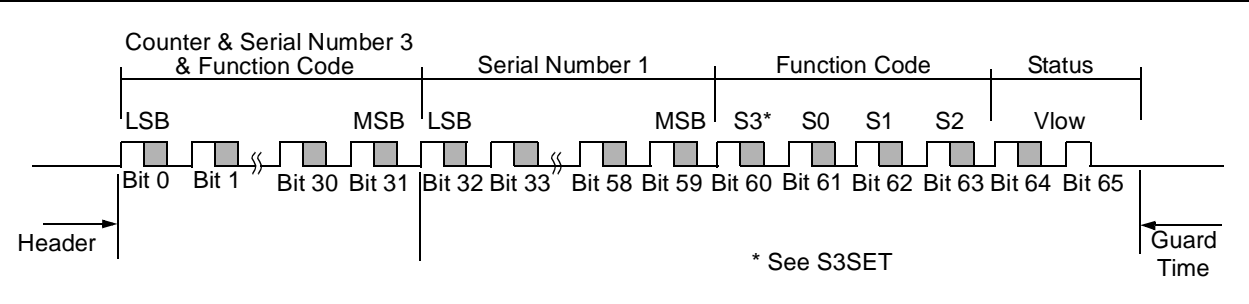 Counter & Serial Number 3
& Function Code
Serial Number 1
Function Code
Status
LSB
MSB
LSB
MSB
S3*
S0
S1
S2
Vlow
Bit 0
Bit 1
Bit 30
Bit 31
Bit 32
Bit 33
Bit 58
Bit 59
Bit 60
Bit 61
Bit 62
Bit 63
Bit 64
Bit 65
Header
* See S3SET
Guard
Time